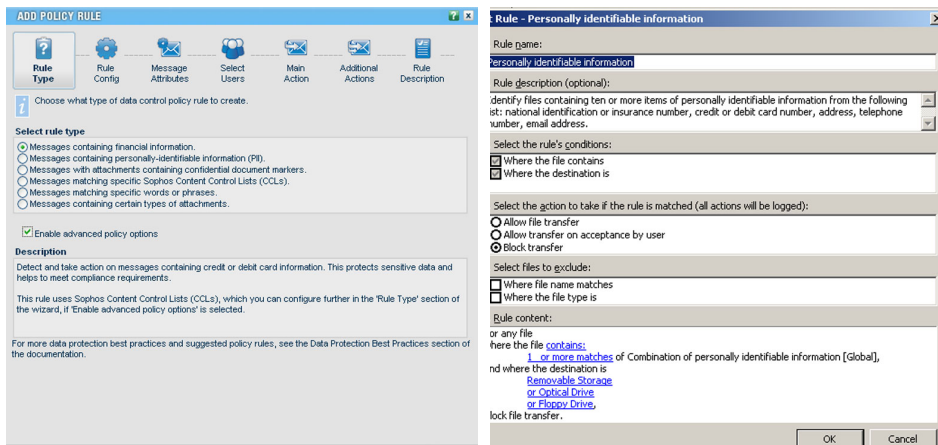 ADD POLICY RULE
Rule Type
Rule Config
Message Attributes
Select Users
Main Action
Additional Actions
Rule Description
Choose what type of data control policy rule to create.
Select rule type
Messages containing financial information.
Messages containing personally-identifiable information (PII).
Messages with attachments containing confidential document markers.
Messages matching specific Sophos Content Control Lists (CCLs).
Messages matching specific words or phrases.
Messages containing certain types of attachments.
Enable advanced policy options
Description
Detect and take action on messages containing credit or debit card information. This protects sensitive data and
helps to meet compliance requirements.
This rule uses Sophos Content Control Lists (CCLs), which you can configure further in the 'Rule Type' section of
the wizard, if 'Enable advanced policy options' is selected.
For more data protection best practices and suggested policy rules, see the Data Protection Best Practices section of
the documentation.
t Rule - Personally identifiable information
Rule name:
Personally identifiable information
Rule description (optional):
Identify files containing ten or more items of personally identifiable information from the following
list: national identification or insurance number, credit or debit card number, address, telephone
number, email address.
Select the rule's conditions:
Where the file contains
Where the destination is
Select the action to take if the rule is matched (all actions will be logged):
Allow file transfer
Allow transfer on acceptance by user
Block transfer
Select files to exclude:
Where file name matches
Where the file type is
Rule content:
or any file
here the file contains:
1 or more matches of Combination of personally identifiable information [Global],
nd where the destination is
Removable Storage
or Optical Drive
or Floppy Drive,
lock file transfer.
OK
Cancel